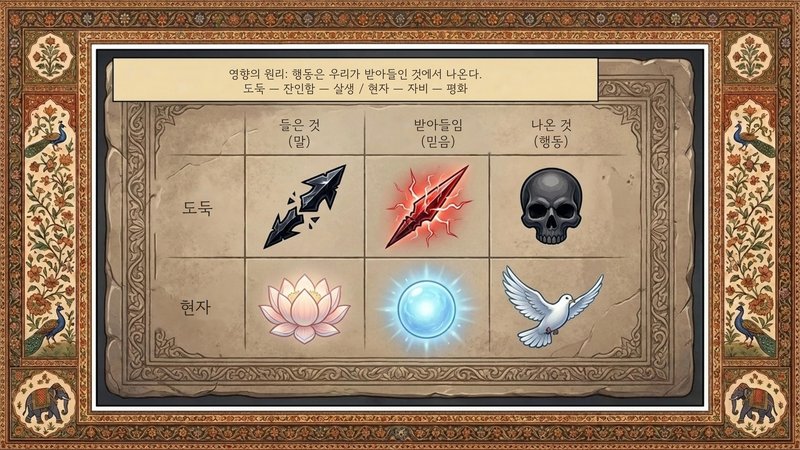 영향의 원리: 행동은 우리가 받아들인 것에서 나온다.
도둑 — 잔인함 — 살생 / 현자 — 자비 — 평화
들은 것
(말)
받아들임
(믿음)
나온 것
(행동)
도둑
현자